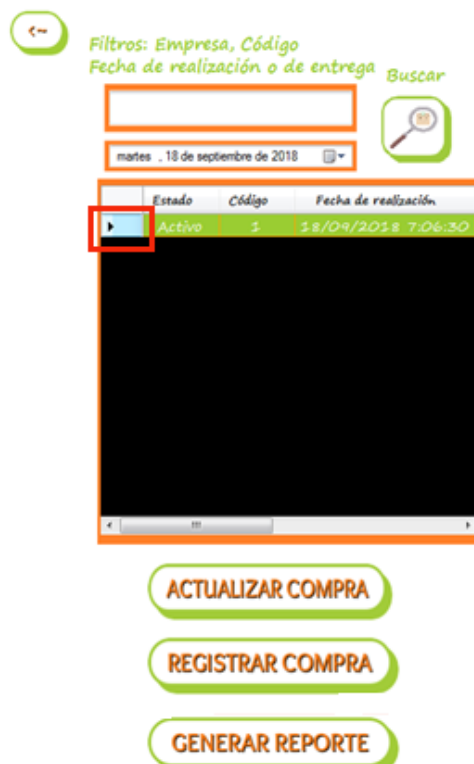 <~
Filtros: Empresa, Código
Fecha de realización o de entrega
Buscar
martes , 18 de septiembre de 2018
Estado Código Fecha de realización
Activo 1 18/09/2018 7:06:30
ACTUALIZAR COMPRA
REGISTRAR COMPRA
GENERAR REPORTE